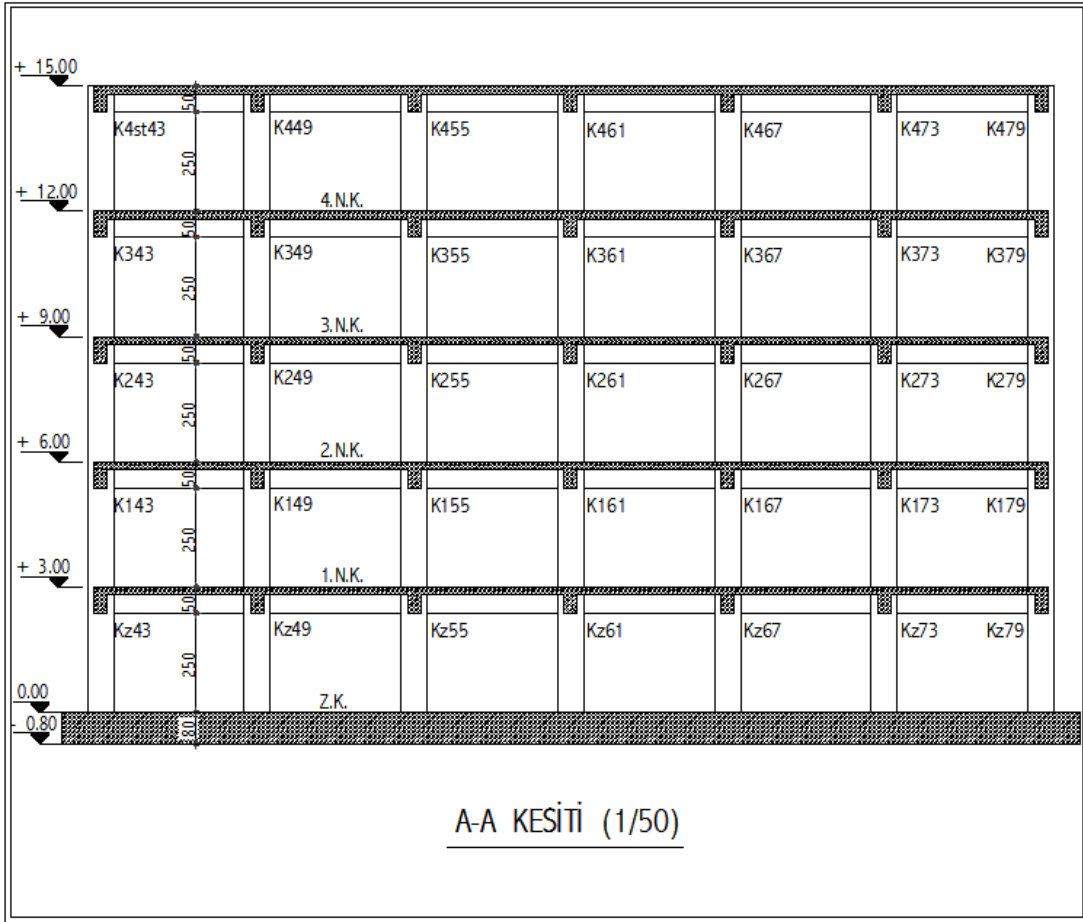 + 15.00
50
K4st43 K449 K455 K461 K467 K473 K479
250
+ 12.00
4.N.K.
50
K343 K349 K355 K361 K367 K373 K379
250
+ 9.00
3.N.K.
50
K243 K249 K255 K261 K267 K273 K279
250
+ 6.00
2.N.K.
50
K143 K149 K155 K161 K167 K173 K179
250
+ 3.00
1.N.K.
50
Kz43 Kz49 Kz55 Kz61 Kz67 Kz73 Kz79
250
0.00
Z.K.
- 0.80
80
A-A KESİTİ (1/50)